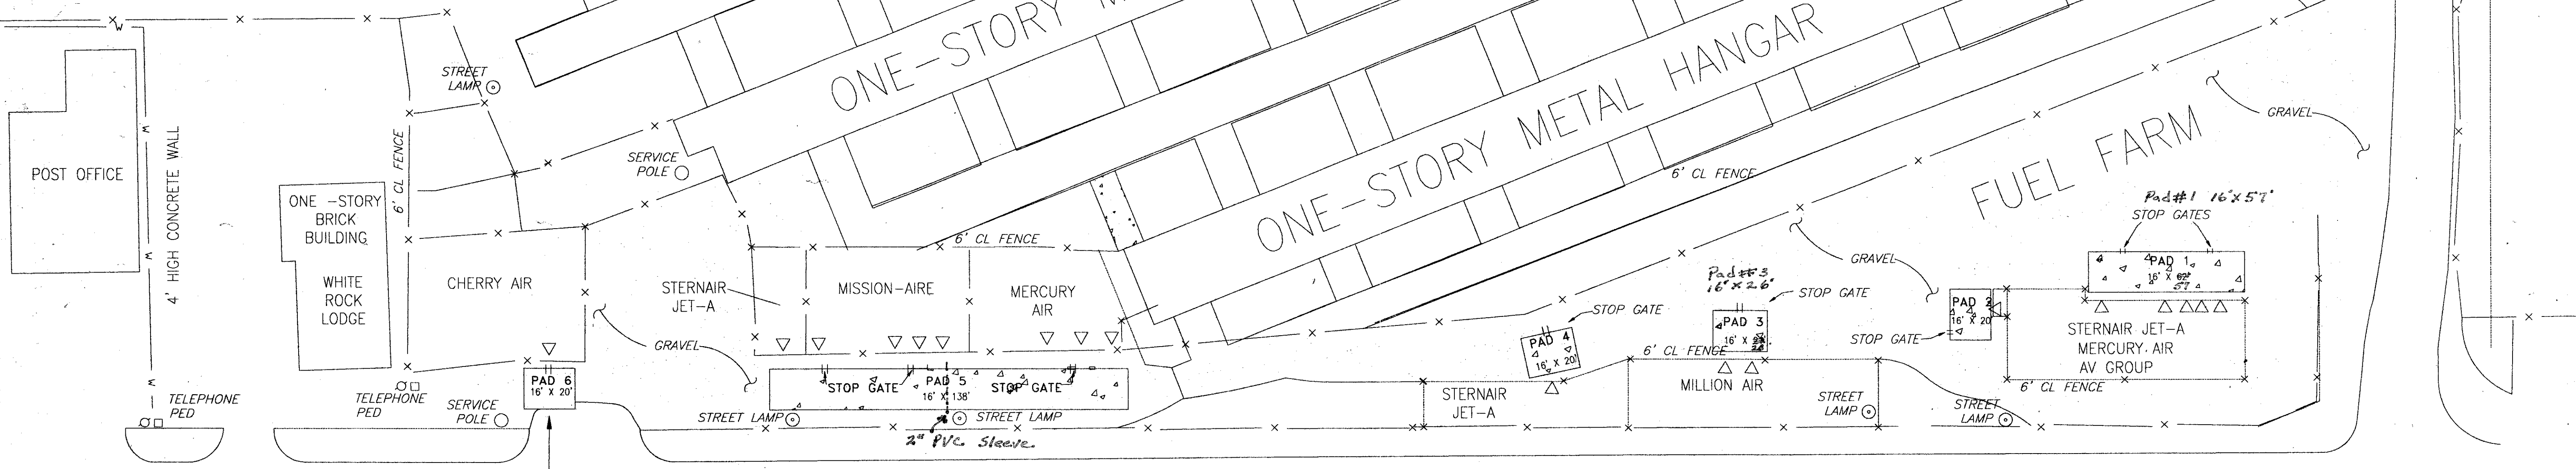 W
STREET
LAMP
POST OFFICE
4' HIGH CONCRETE WALL
6' CL FENCE
ONE -STORY
BRICK
BUILDING
WHITE
ROCK
LODGE
TELEPHONE
PED
TELEPHONE
PED
SERVICE
POLE
CHERRY AIR
PAD 6
16' X 20'
SERVICE
POLE
GRAVEL
STERNAIR
JET-A
MISSION-AIRE
6' CL FENCE
MERCURY
AIR
STOP GATE
PAD 5
16' X 138'
STOP GATE
STREET LAMP
STREET LAMP
2" PVC Sleeve
ONE-STORY M
ONE-STORY METAL HANGAR
6' CL FENCE
FUEL FARM
GRAVEL
GRAVEL
STOP GATE
PAD 4
16' X 20'
STERNAIR
JET-A
Pad #3
16' X 26'
STOP GATE
PAD 3
16' X
6' CL FENCE
MILLION AIR
STREET
LAMP
PAD 2
16' X 20'
STOP GATE
Pad#1 16'X57'
STOP GATES
PAD 1
16' X
57
STERNAIR JET-A
MERCURY AIR
AV GROUP
6' CL FENCE
STREET
LAMP